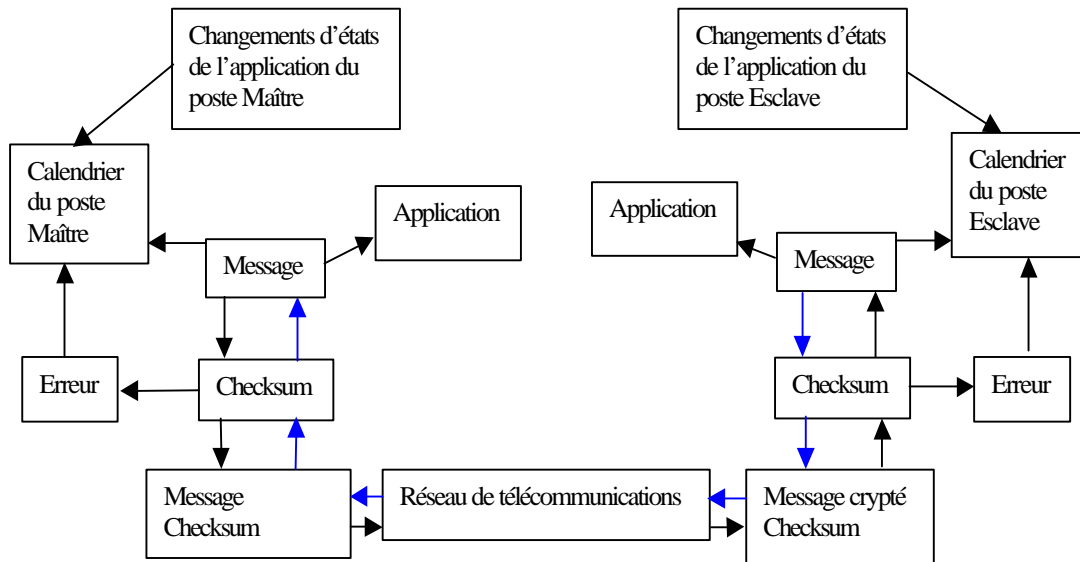 Changements d'états
de l'application du
poste Maître
Changements d'états
de l'application du
poste Esclave
Calendrier
du poste
Maître
Application
Application
Calendrier
du poste
Esclave
Message
Message
Erreur
Checksum
Checksum
Erreur
Message
Checksum
Réseau de télécommunications
Message crypté
Checksum